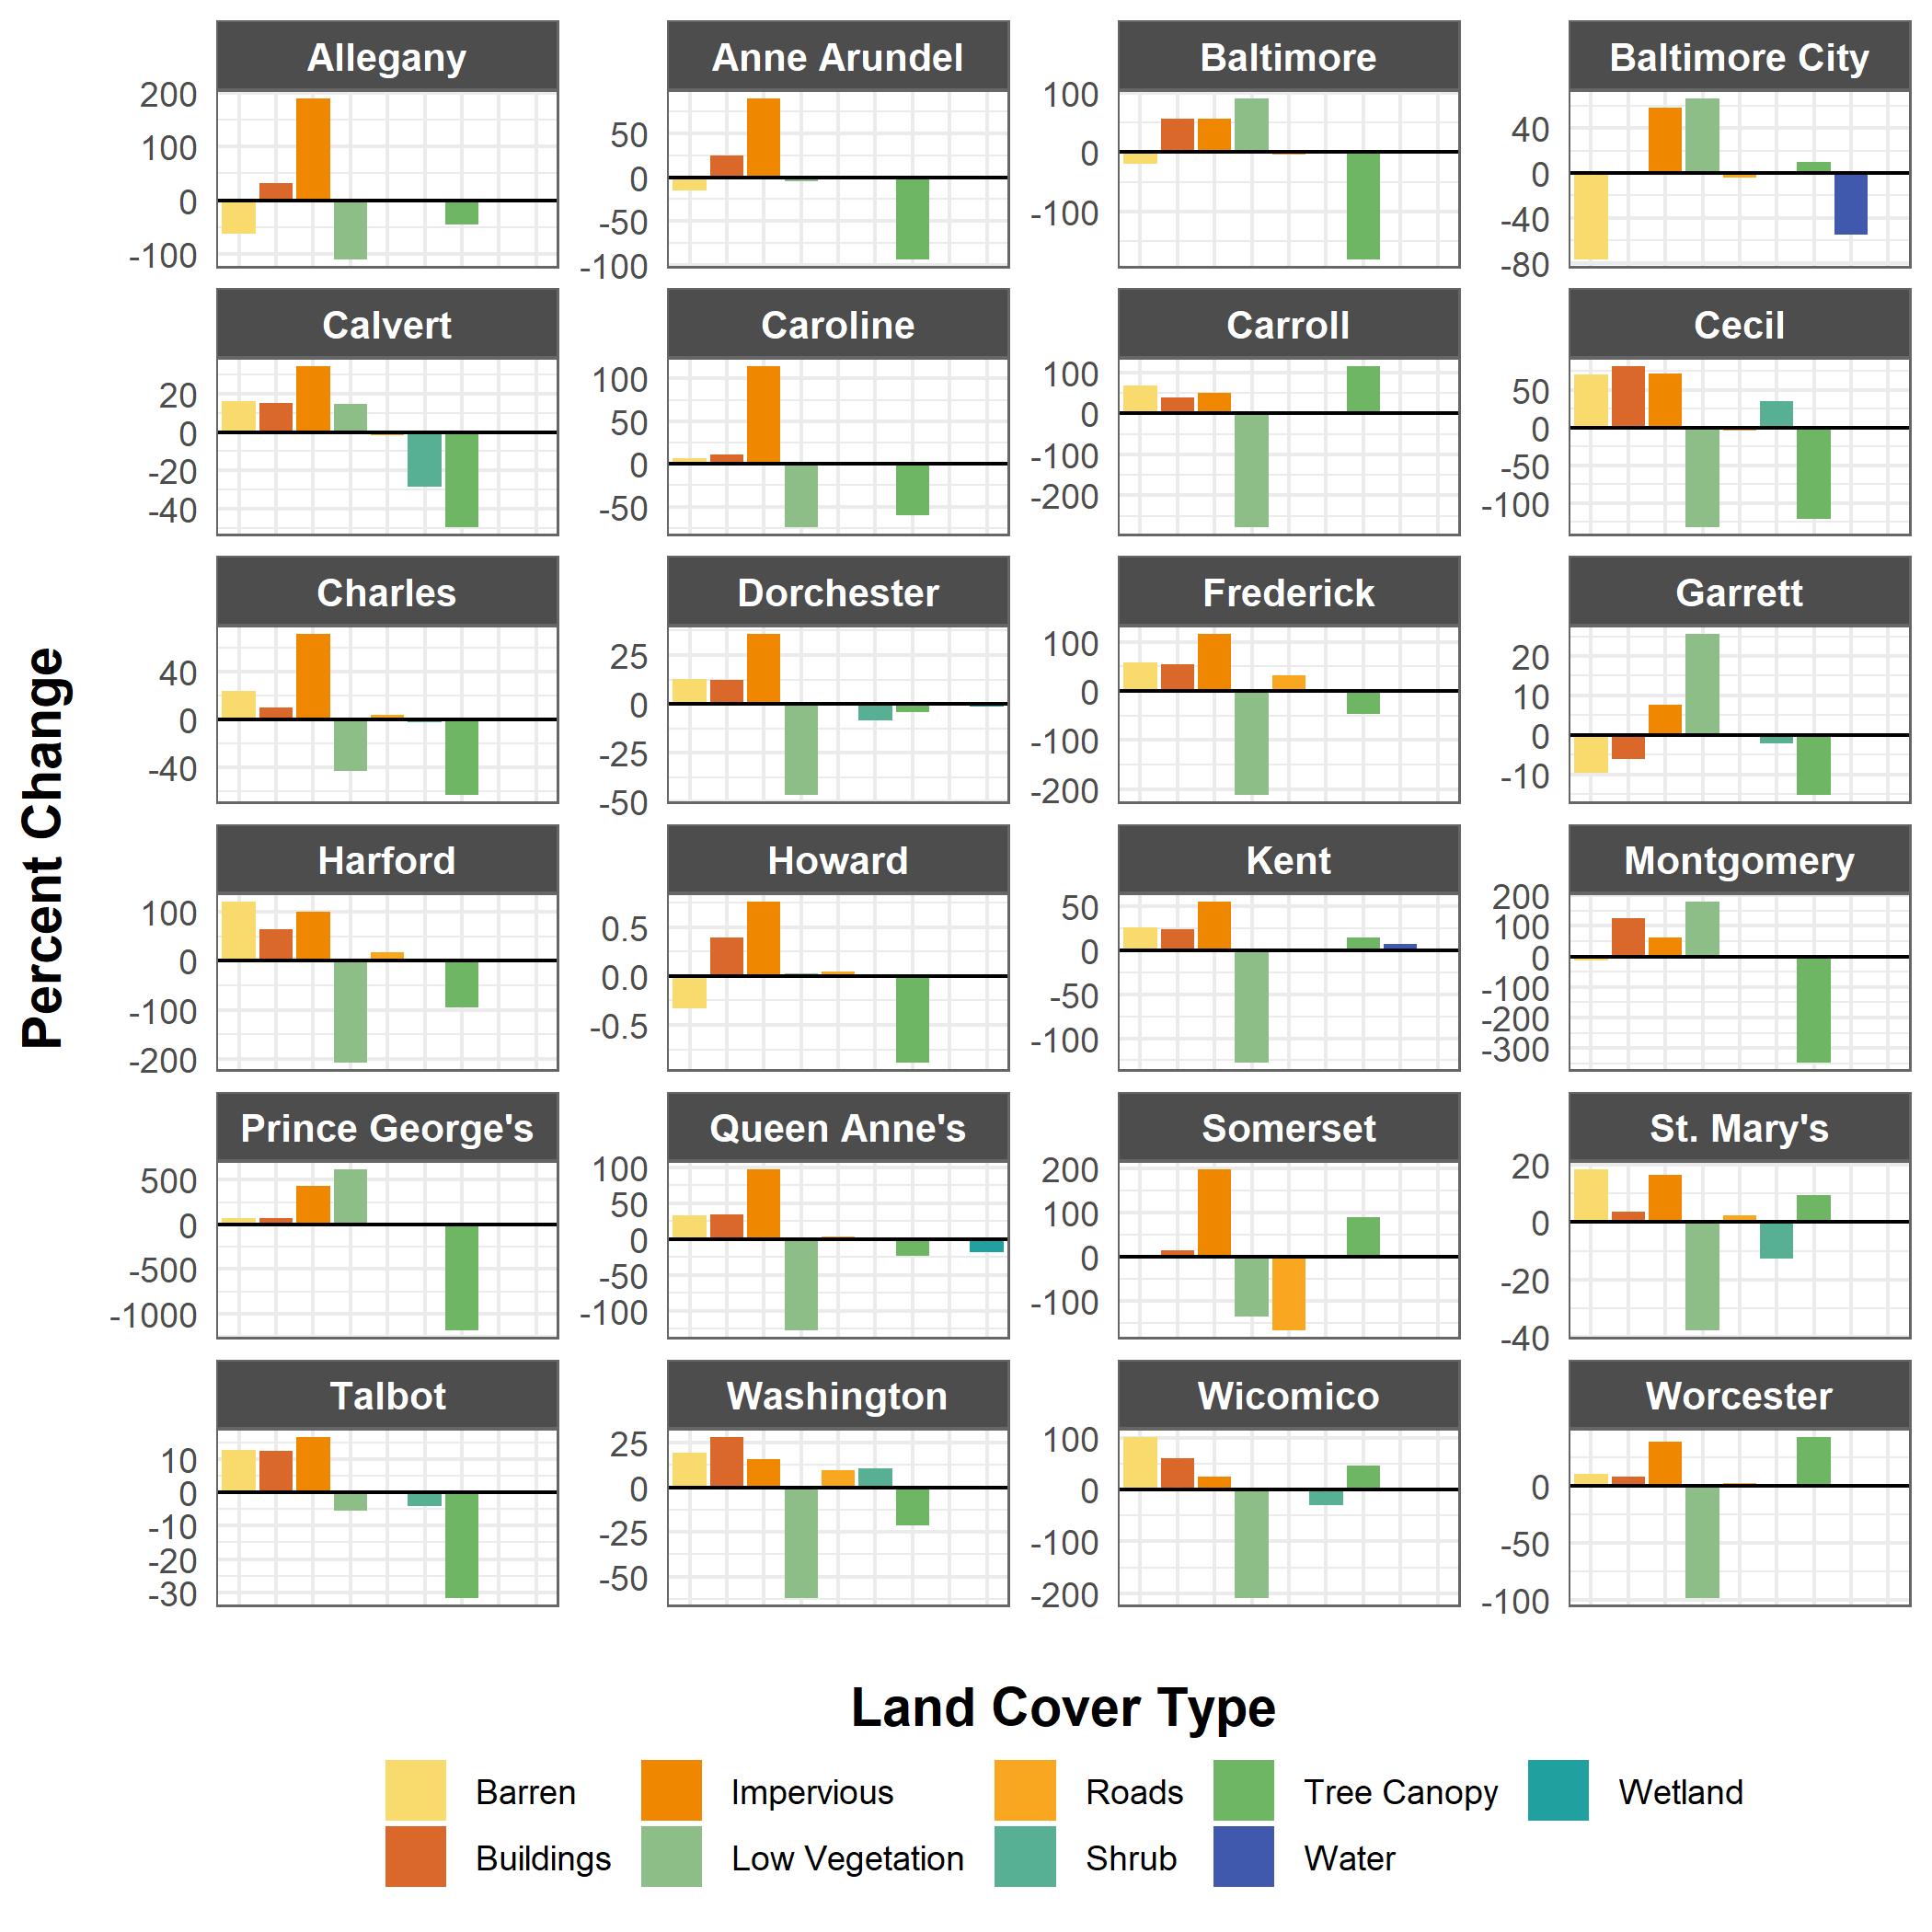 Percent Change
Allegany
200
100
0
-100
Anne Arundel
50
0
-50
-100
Baltimore
100
0
-100
Baltimore City
40
0
-40
-80
Calvert
20
0
-20
-40
Caroline
100
50
0
-50
Carroll
100
0
-100
-200
Cecil
50
0
-50
-100
Charles
40
0
-40
Dorchester
25
0
-25
-50
Frederick
100
0
-100
-200
Garrett
20
10
0
-10
Harford
100
0
-100
-200
Howard
0.5
0.0
-0.5
Kent
50
0
-50
-100
Montgomery
200
100
0
-100
-200
-300
Prince George's
500
0
-500
-1000
Queen Anne's
100
50
0
-50
-100
Somerset
200
100
0
-100
St. Mary's
20
0
-20
-40
Talbot
10
0
-10
-20
-30
Washington
25
0
-25
-50
Wicomico
100
0
-100
-200
Worcester
0
-50
-100
Land Cover Type
Barren
Impervious
Roads
Tree Canopy
Wetland
Buildings
Low Vegetation
Shrub
Water